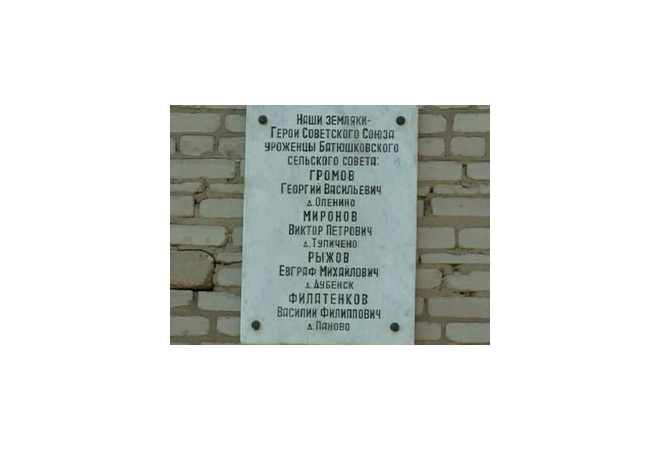 Наши земляки-
Герои Советского Союза
уроженцы Батюшковского
сельского совета:
ГРОМОВ
Георгий Васильевич
д.Оленино
МИРОНОВ
Виктор Петрович
д.Тупичено
РЫЖОВ
Евграф Михайлович
д.Дубенск
ФИЛАТЕНКОВ
Василий Филиппович
д.Паново